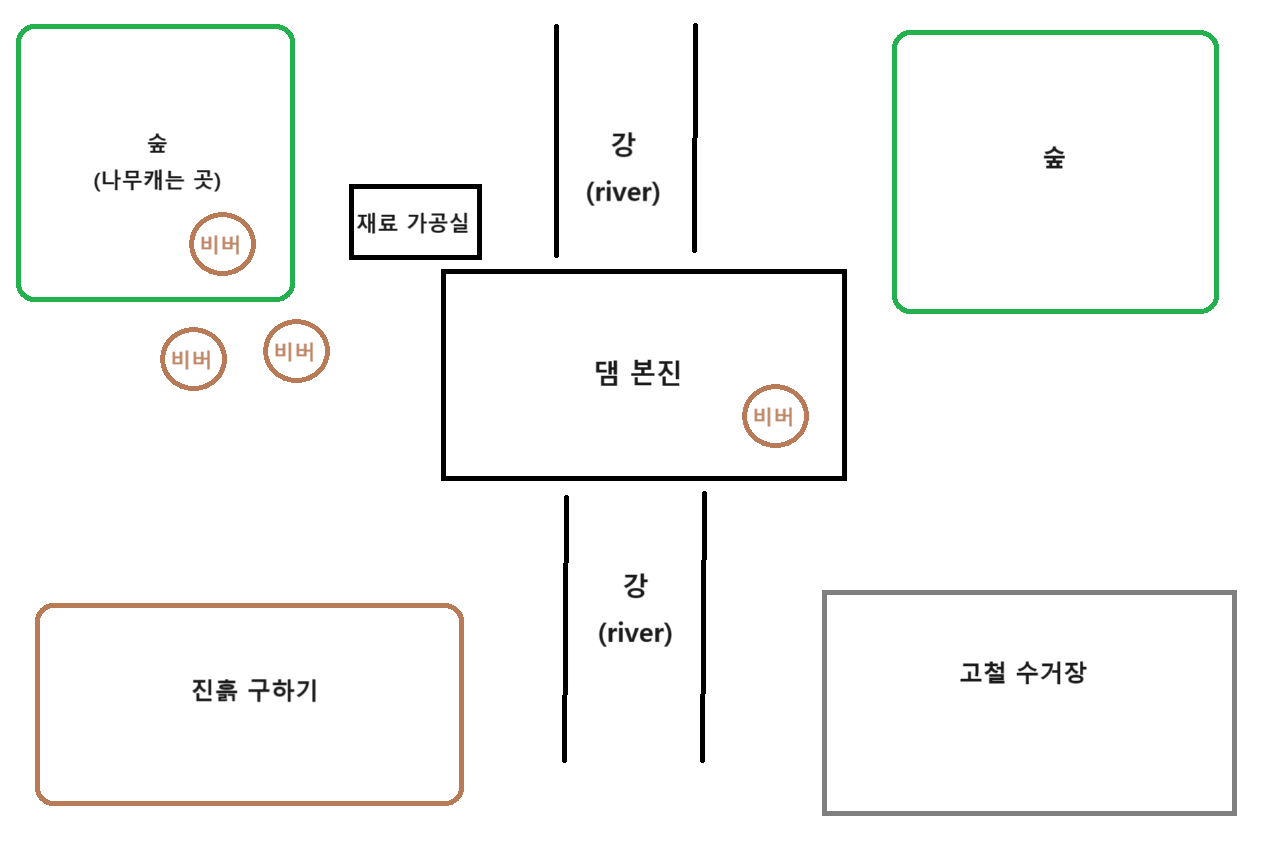 숲
(나무캐는 곳)
비버
재료 가공실
강
(river)
숲
비버
비버
댐 본진
비버
강
(river)
진흙 구하기
고철 수거장